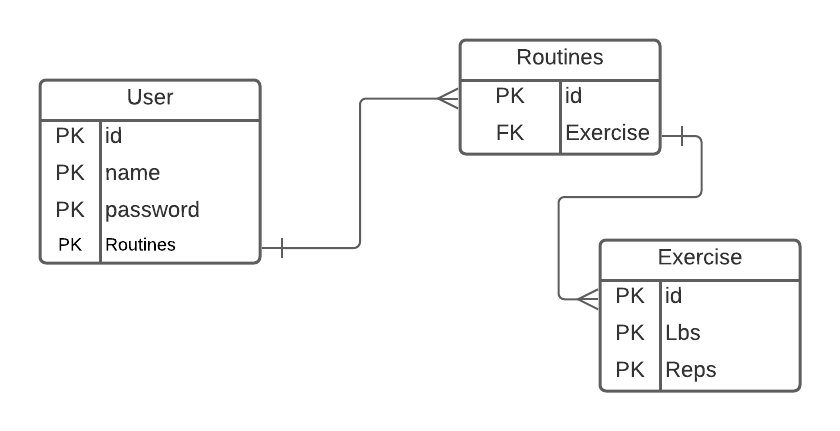 User
PK id
PK name
PK password
PK Routines
Routines
PK id
FK Exercise
Exercise
PK id
PK Lbs
PK Reps